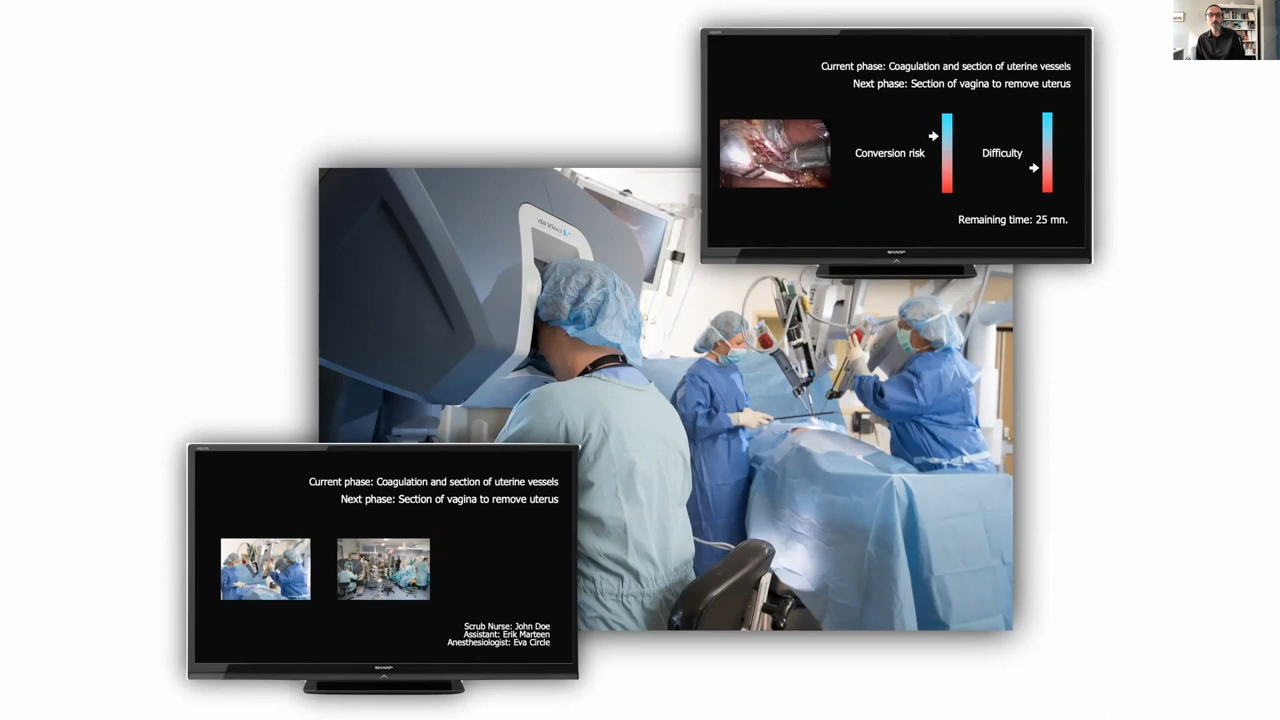 Current phase: Coagulation and section of uterine vessels
Next phase: Section of vagina to remove uterus
Conversion risk
Difficulty
Remaining time: 25 mn.
SHARP
da Vinci
Current phase: Coagulation and section of uterine vessels
Next phase: Section of vagina to remove uterus
Scrub Nurse: John Doe
Assistant: Erik Marteen
Anesthesiologist: Eva Circle
SHARP